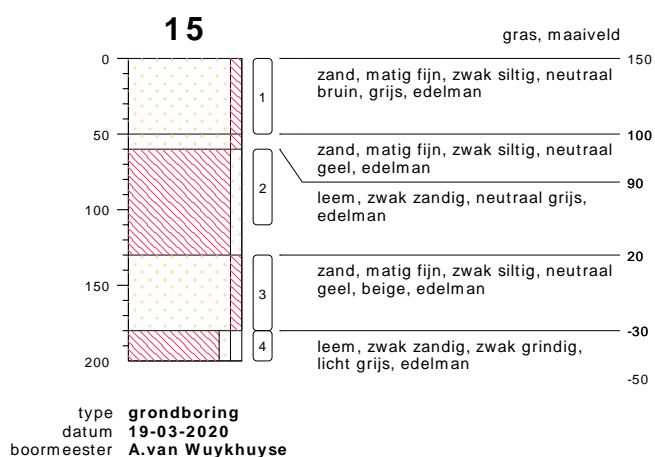 15
gras, maaiveld
0
150
zand, matig fijn, zwak siltig, neutraal
bruin, grijs, edelman
1
50
100
zand, matig fijn, zwak siltig, neutraal
geel, edelman
90
2
leem, zwak zandig, neutraal grijs,
edelman
100
20
zand, matig fijn, zwak siltig, neutraal
geel, beige, edelman
150
3
-30
leem, zwak zandig, zwak grindig,
licht grijs, edelman
4
200
-50
type grondboring
datum 19-03-2020
boormeester A.van Wuykhuyse